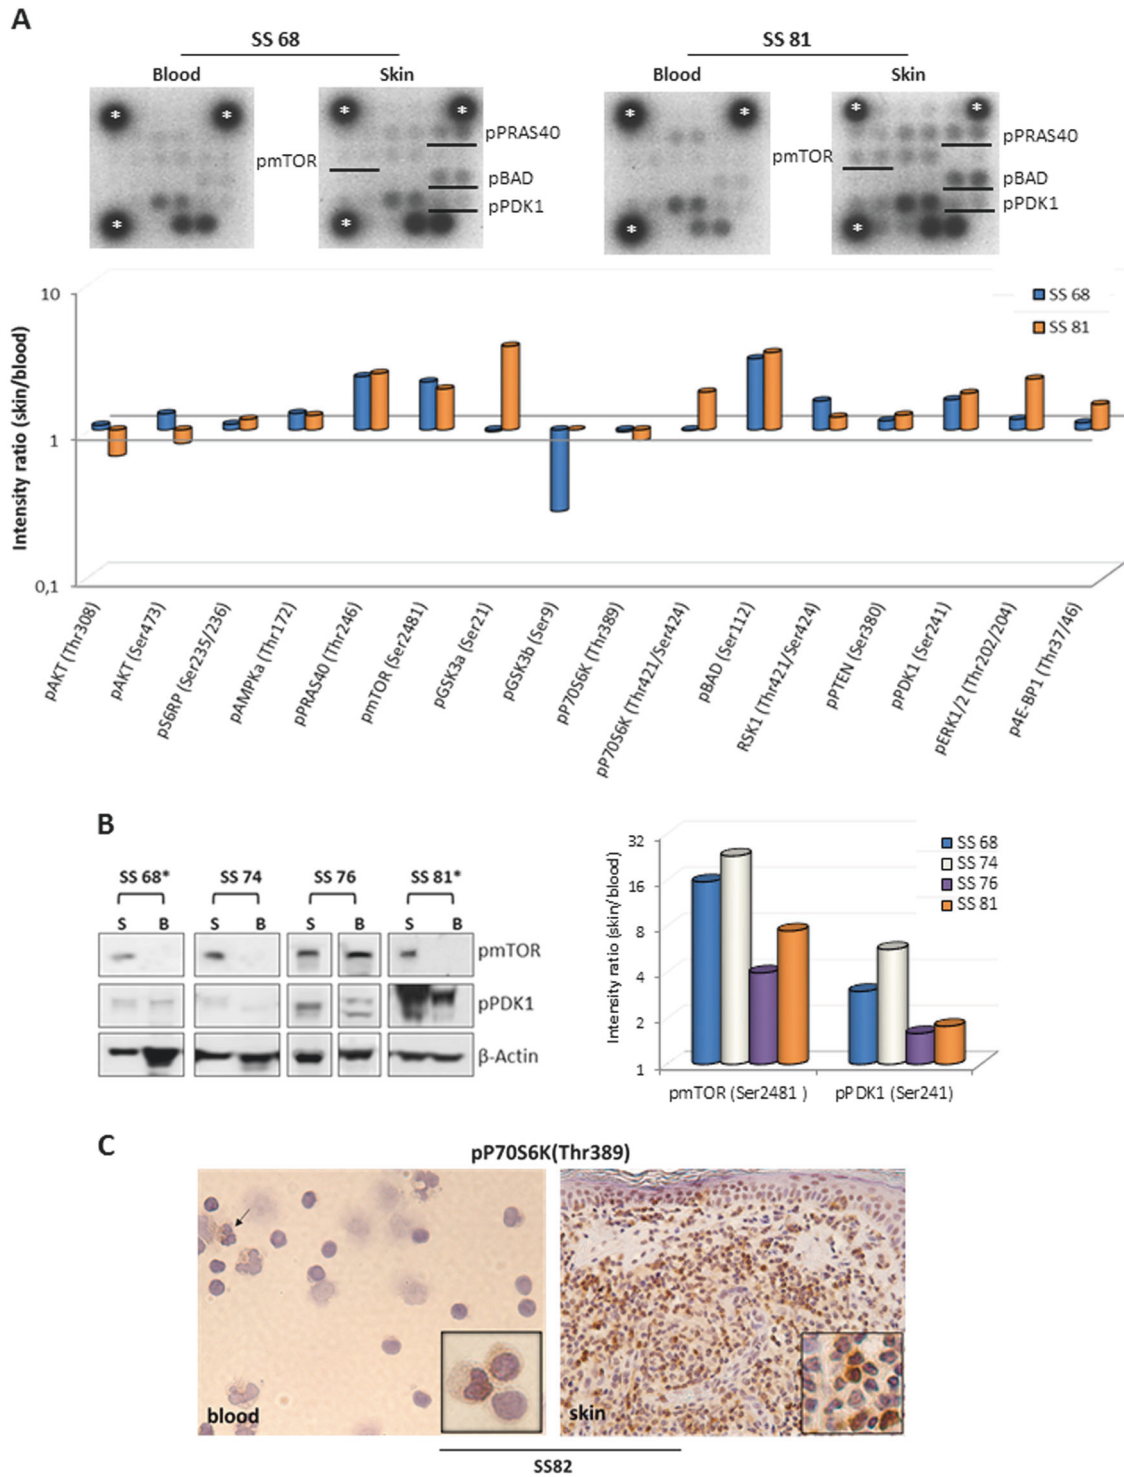 A
SS 68
SS 81
Blood
Skin
Blood
Skin
* * * * * * * *
pPRAS40
pPRAS40
pmTOR
pmTOR
pBAD
pBAD
pPDK1
pPDK1
* * * *
Intensity ratio (skin/blood)
10
1
0,1
SS 68
SS 81
pAKT (Thr308)
pAKT (Ser473)
pS6RP (Ser235/236)
pAMPKa (Thr172)
pPRAS40 (Thr246)
pmTOR (Ser2481)
pGSK3a (Ser21)
pGSK3b (Ser9)
pP70S6K (Thr389)
pP70S6K (Thr421/Ser424)
pBAD (Ser112)
RSK1 (Thr421/Ser424)
pPTEN (Ser380)
pPDK1 (Ser241)
pERK1/2 (Thr202/204)
p4E-BP1 (Thr37/46)
B
SS 68*
SS 74
SS 76
SS 81*
S B S B S B S B
pmTOR
pPDK1
β-Actin
Intensity ratio (skin/blood)
32
16
8
4
2
1
SS 68
SS 74
SS 76
SS 81
pmTOR (Ser2481 )
pPDK1 (Ser241)
C
pP70S6K(Thr389)
blood
skin
SS82